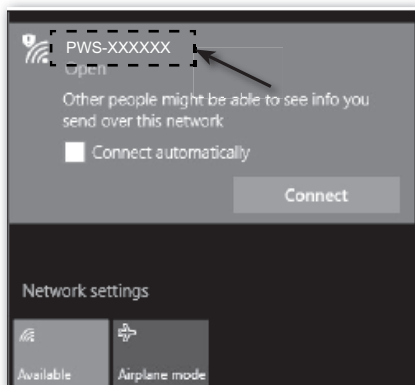 PWS-XXXXXX
Open
Other people might be able to see info you
send over this network
Connect automatically
Connect
Network settings
Available
Airplane mode